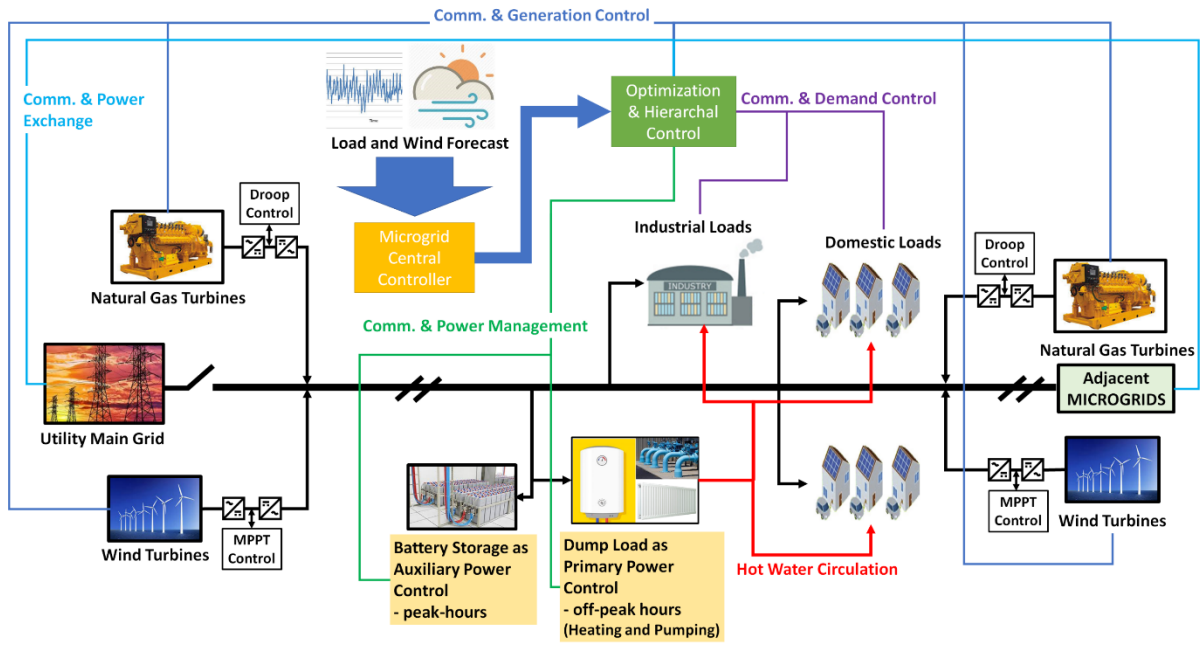 Comm. & Generation Control
Comm. & Power
Exchange
Time
Load and Wind Forecast
Optimization
& Hierarchal
Control
Comm. & Demand Control
Droop
Control
Natural Gas Turbines
Microgrid
Central
Controller
Industrial Loads
INDUSTRY
Domestic Loads
Droop
Control
Natural Gas Turbines
Comm. & Power Management
Utility Main Grid
Adjacent
MICROGRIDS
MPPT
Control
Wind Turbines
Battery Storage as
Auxiliary Power
Control
- peak-hours
Dump Load as
Primary Power
Control
- off-peak hours
(Heating and Pumping)
Hot Water Circulation
MPPT
Control
Wind Turbines